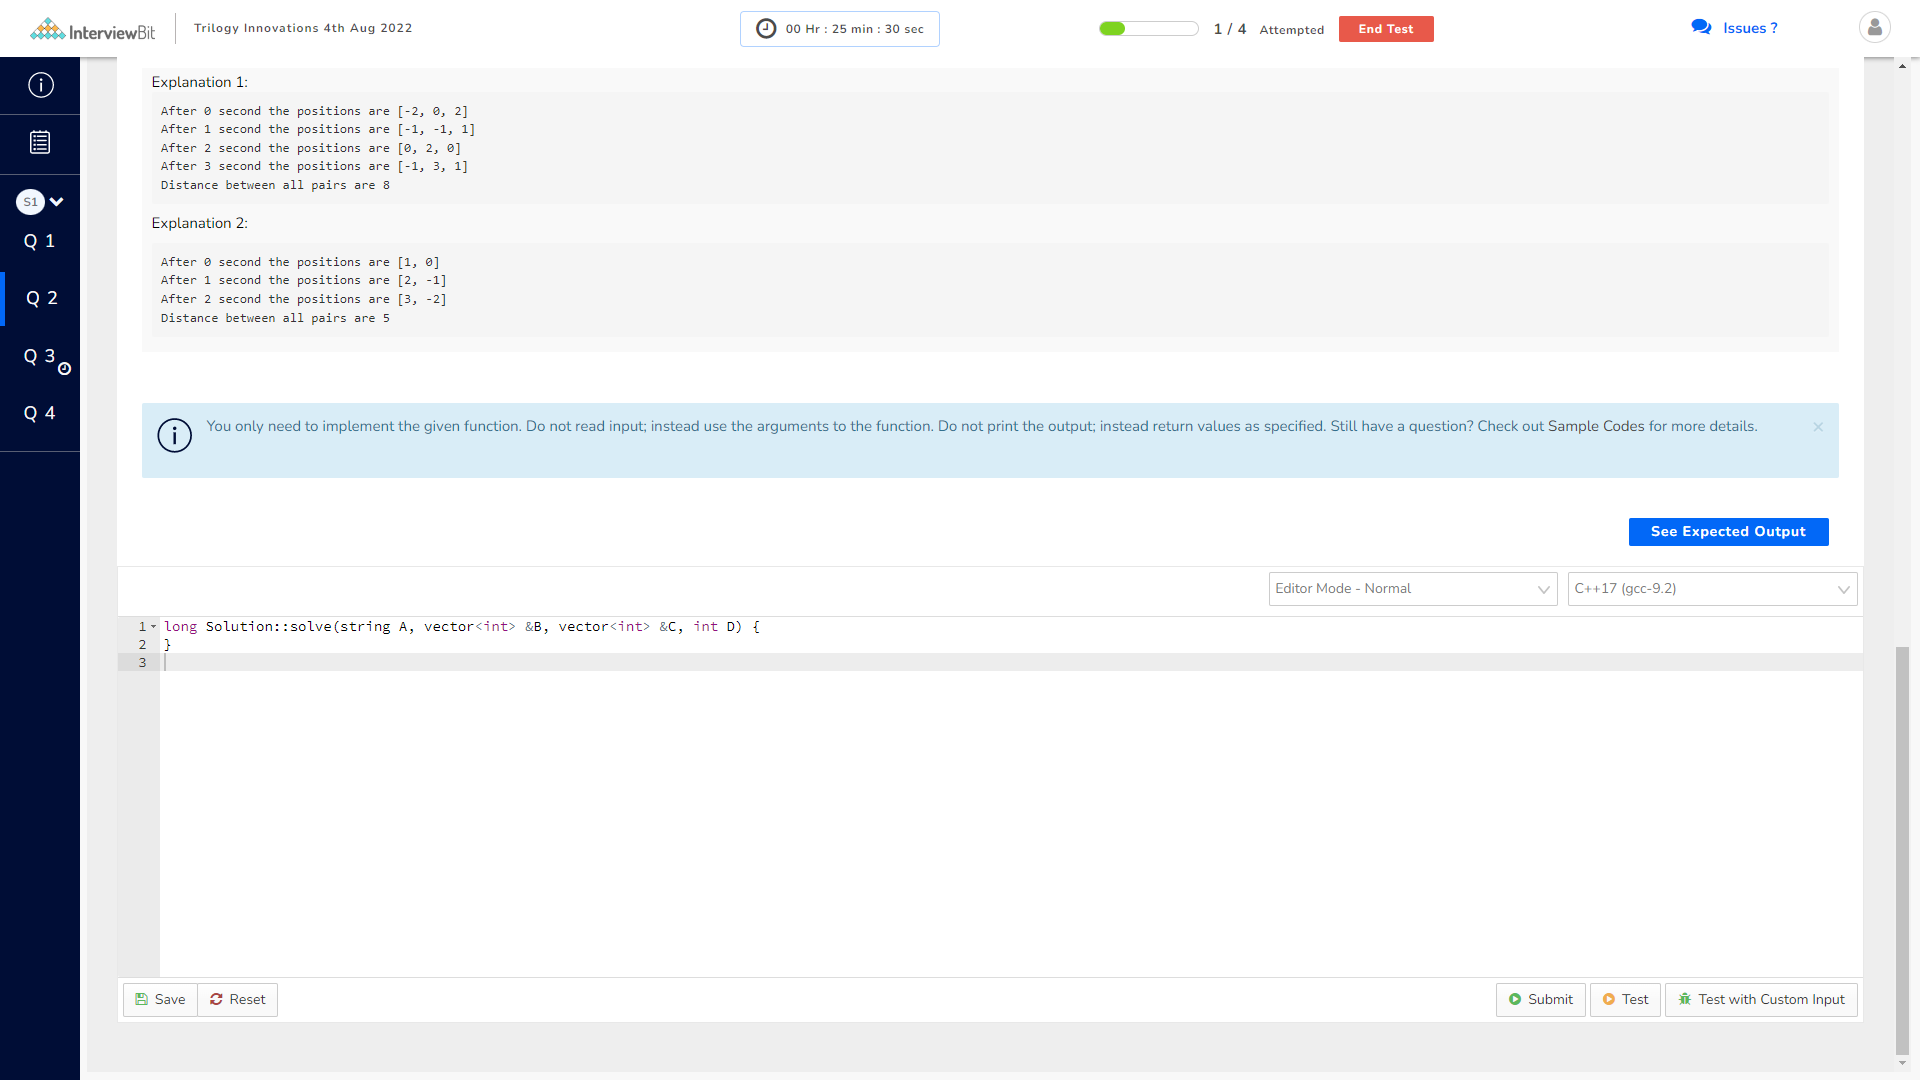 InterviewBit
Trilogy Innovations 4th Aug 2022
00 Hr : 25 min : 30 sec
1 / 4 Attempted
End Test
Issues ?
S1
Q 1
Q 2
Q 3
Q 4
Explanation 1:
After 0 second the positions are [-2, 0, 2]
After 1 second the positions are [-1, -1, 1]
After 2 second the positions are [0, 2, 0]
After 3 second the positions are [-1, 3, 1]
Distance between all pairs are 8
Explanation 2:
After 0 second the positions are [1, 0]
After 1 second the positions are [2, -1]
After 2 second the positions are [3, -2]
Distance between all pairs are 5
You only need to implement the given function. Do not read input; instead use the arguments to the function. Do not print the output; instead return values as specified. Still have a question? Check out Sample Codes for more details.
See Expected Output
Editor Mode - Normal
C++17 (gcc-9.2)
1 long Solution::solve(string A, vector<int> &B, vector<int> &C, int D) {
2 }
3
Save
Reset
Submit
Test
Test with Custom Input